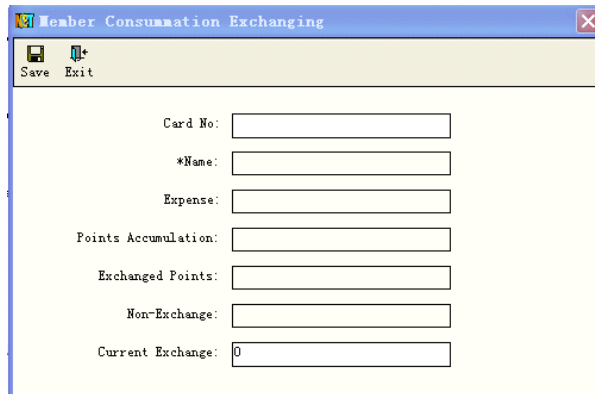 Member Consummation Exchanging
Save Exit
Card No:
*Name:
Expense:
Points Accumulation:
Exchanged Points:
Non-Exchange:
Current Exchange: 0